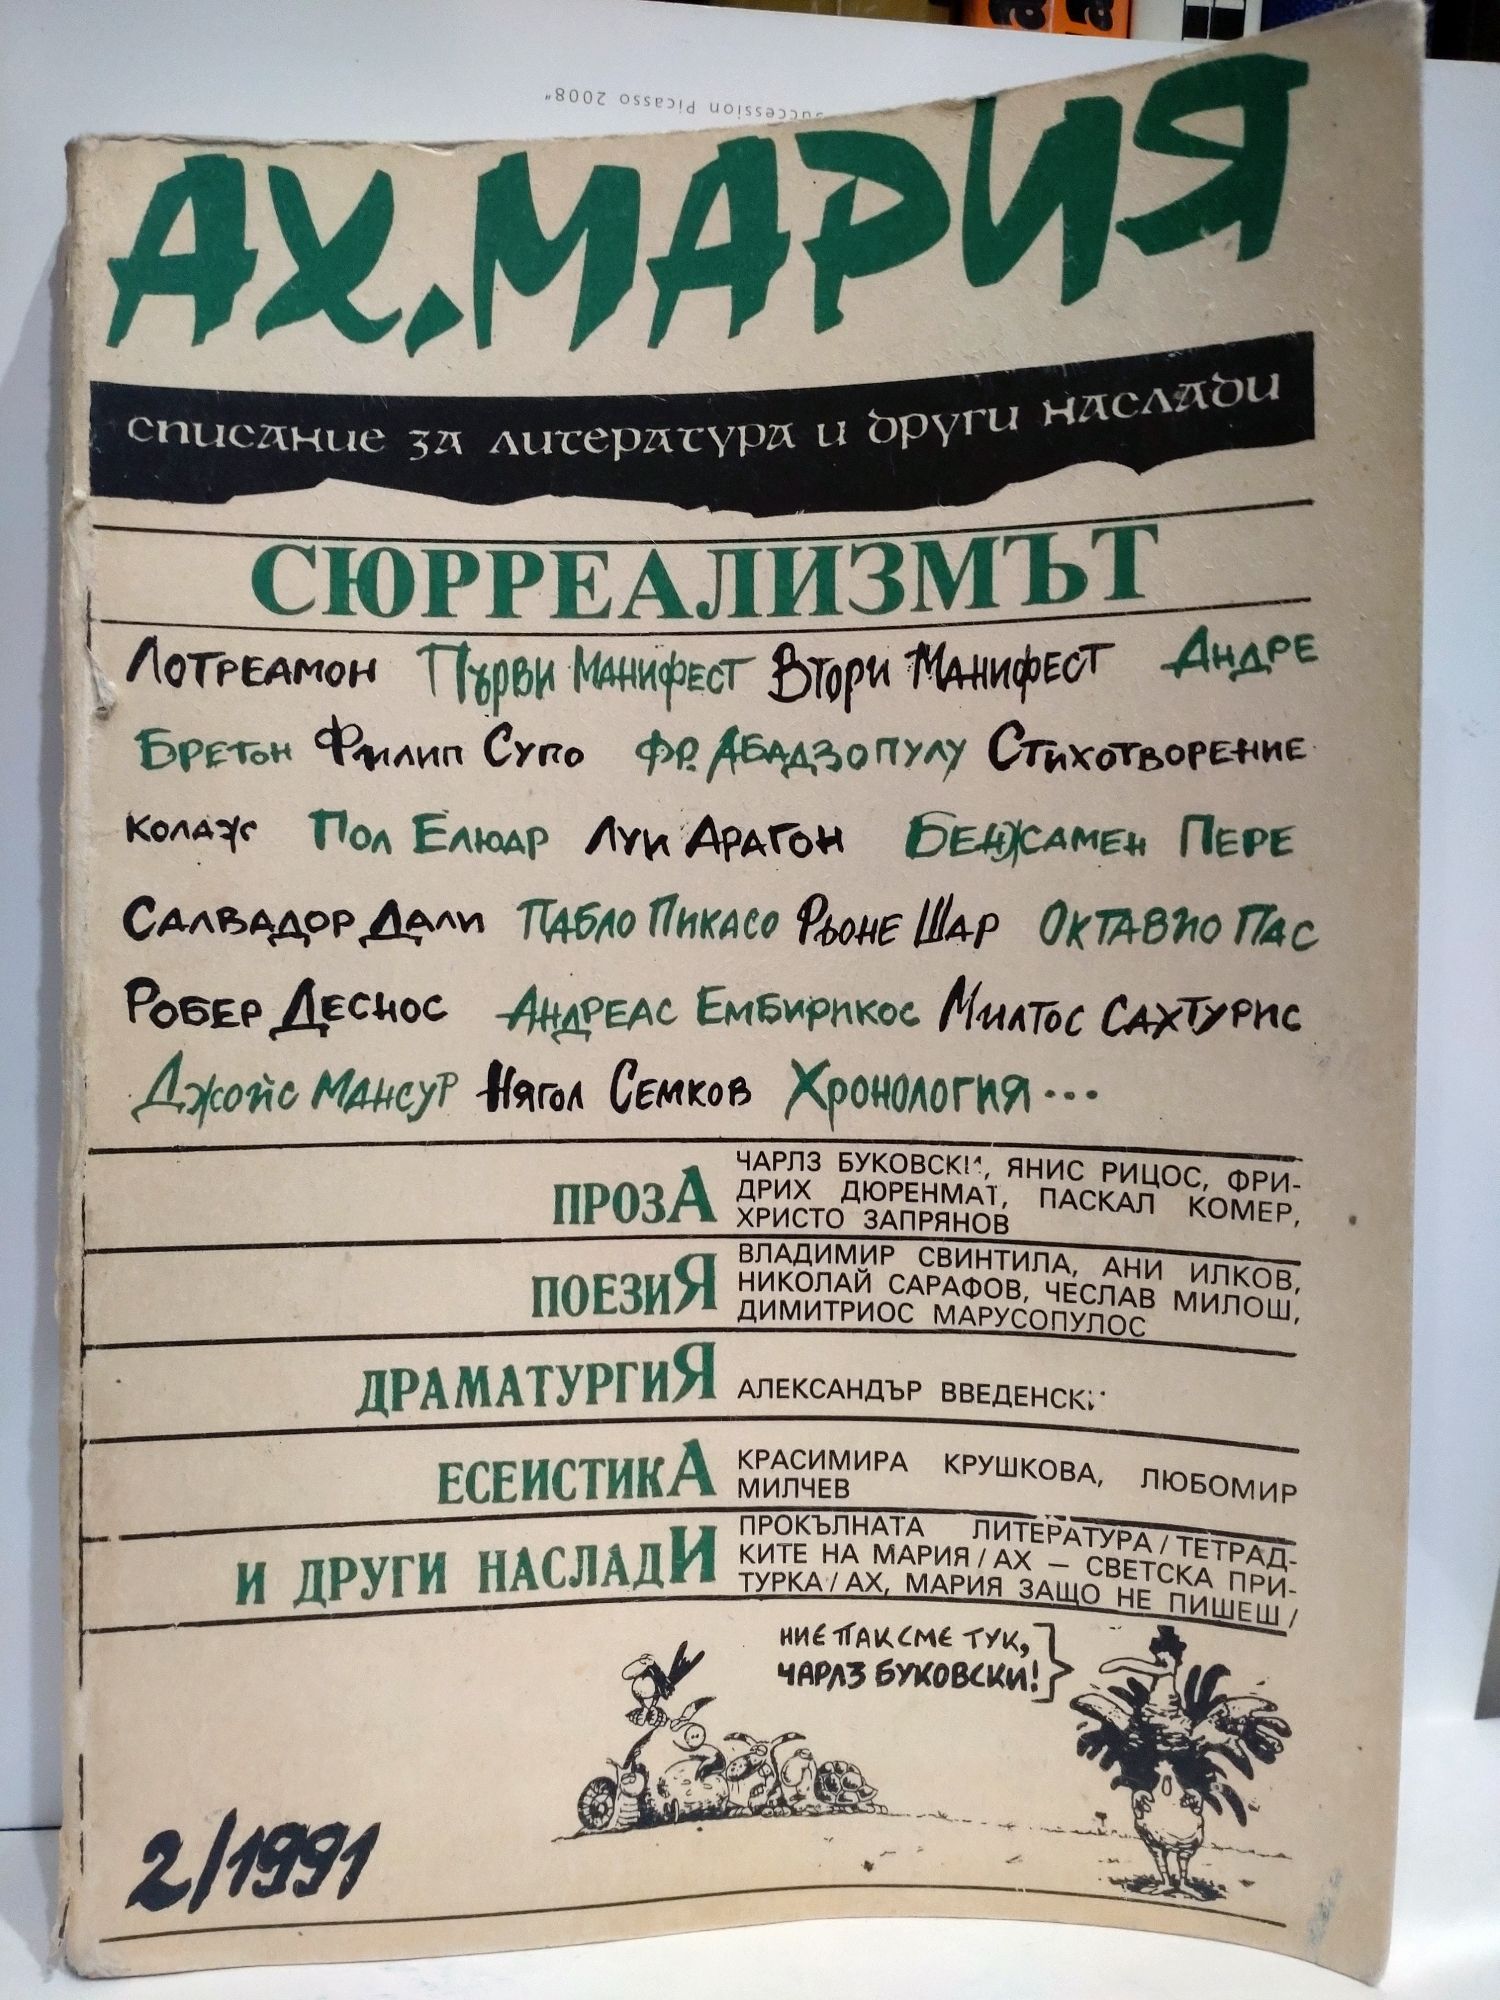 Succession Picasso 2008"
АХ, МАРИЯ
списание за литература и други наслади
СЮРРЕАЛИЗМЪТ
Лотреамон Първи Манифест Втори Манифест Андре
Бретон Филип Супо Фр. Абадзопулу Стихотворение
колаж Пол Елюар Луи Арагон Бенжамен Пере
Салвадор Дали Пабло Пикасо Рьоне Шар Октавио Пас
Робер Деснос Андреас Ембирикос Милтос Сахтурис
Джойс Мансур Нягол Семков Хронология...
ПРОЗА
ЧАРЛЗ БУКОВСКИ, ЯНИС РИЦОС, ФРИ-
ДРИХ ДЮРЕНМАТ, ПАСКАЛ КОМЕР,
ХРИСТО ЗАПРЯНОВ
ПОЕЗИЯ
ВЛАДИМИР СВИНТИЛА, АНИ ИЛКОВ,
НИКОЛАЙ САРАФОВ, ЧЕСЛАВ МИЛОШ,
ДИМИТРИОС МАРУСОПУЛОС
ДРАМАТУРГИЯ
АЛЕКСАНДЪР ВВЕДЕНСКИ
ЕСЕИСТИКА
КРАСИМИРА КРУШКОВА, ЛЮБОМИР
МИЛЧЕВ
И ДРУГИ НАСЛАДИ
ПРОКЪЛНАТА ЛИТЕРАТУРА / ТЕТРАД-
КИТЕ НА МАРИЯ / АХ — СВЕТСКА ПРИ-
ТУРКА / АХ, МАРИЯ ЗАЩО НЕ ПИШЕШ /
НИЕ ПАК СМЕ ТУК,
ЧАРЛЗ БУКОВСКИ!
2/1991